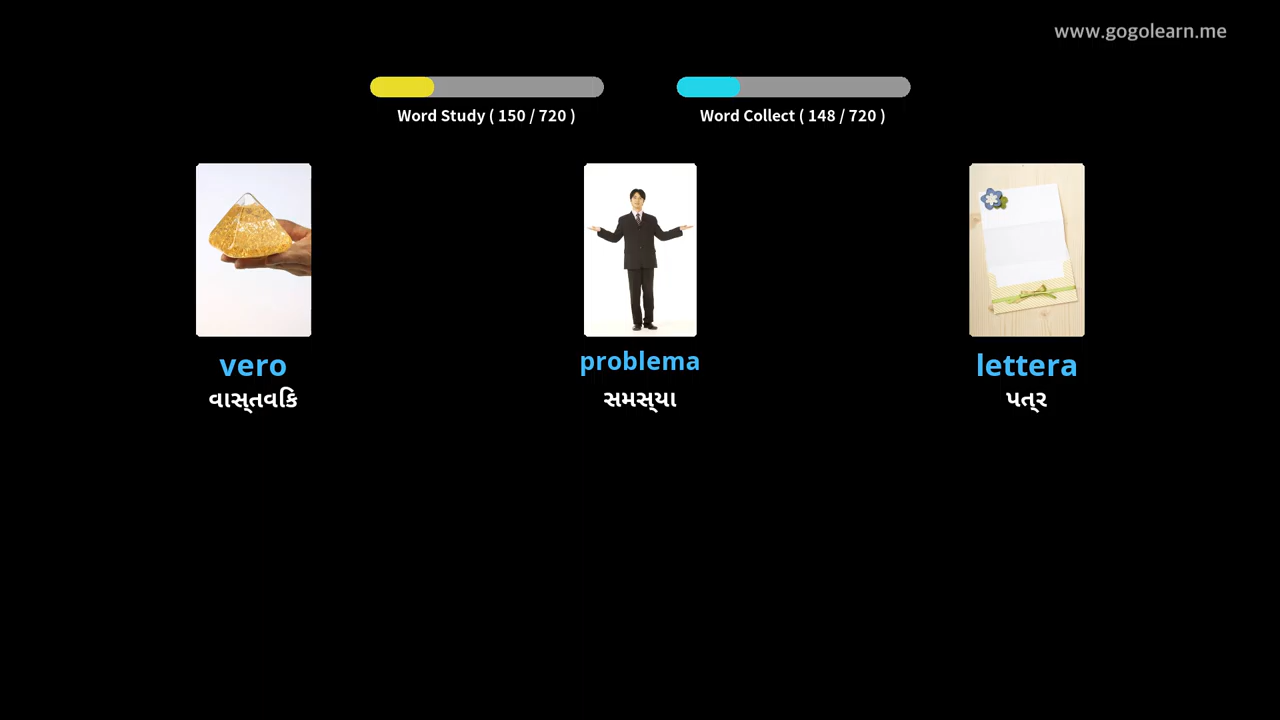 www.gogolearn.me
Word Study ( 150 / 720 )
Word Collect ( 148 / 720 )
vero
problema
lettera
વાસ્તવિક
સમસ્યા
પત્ર